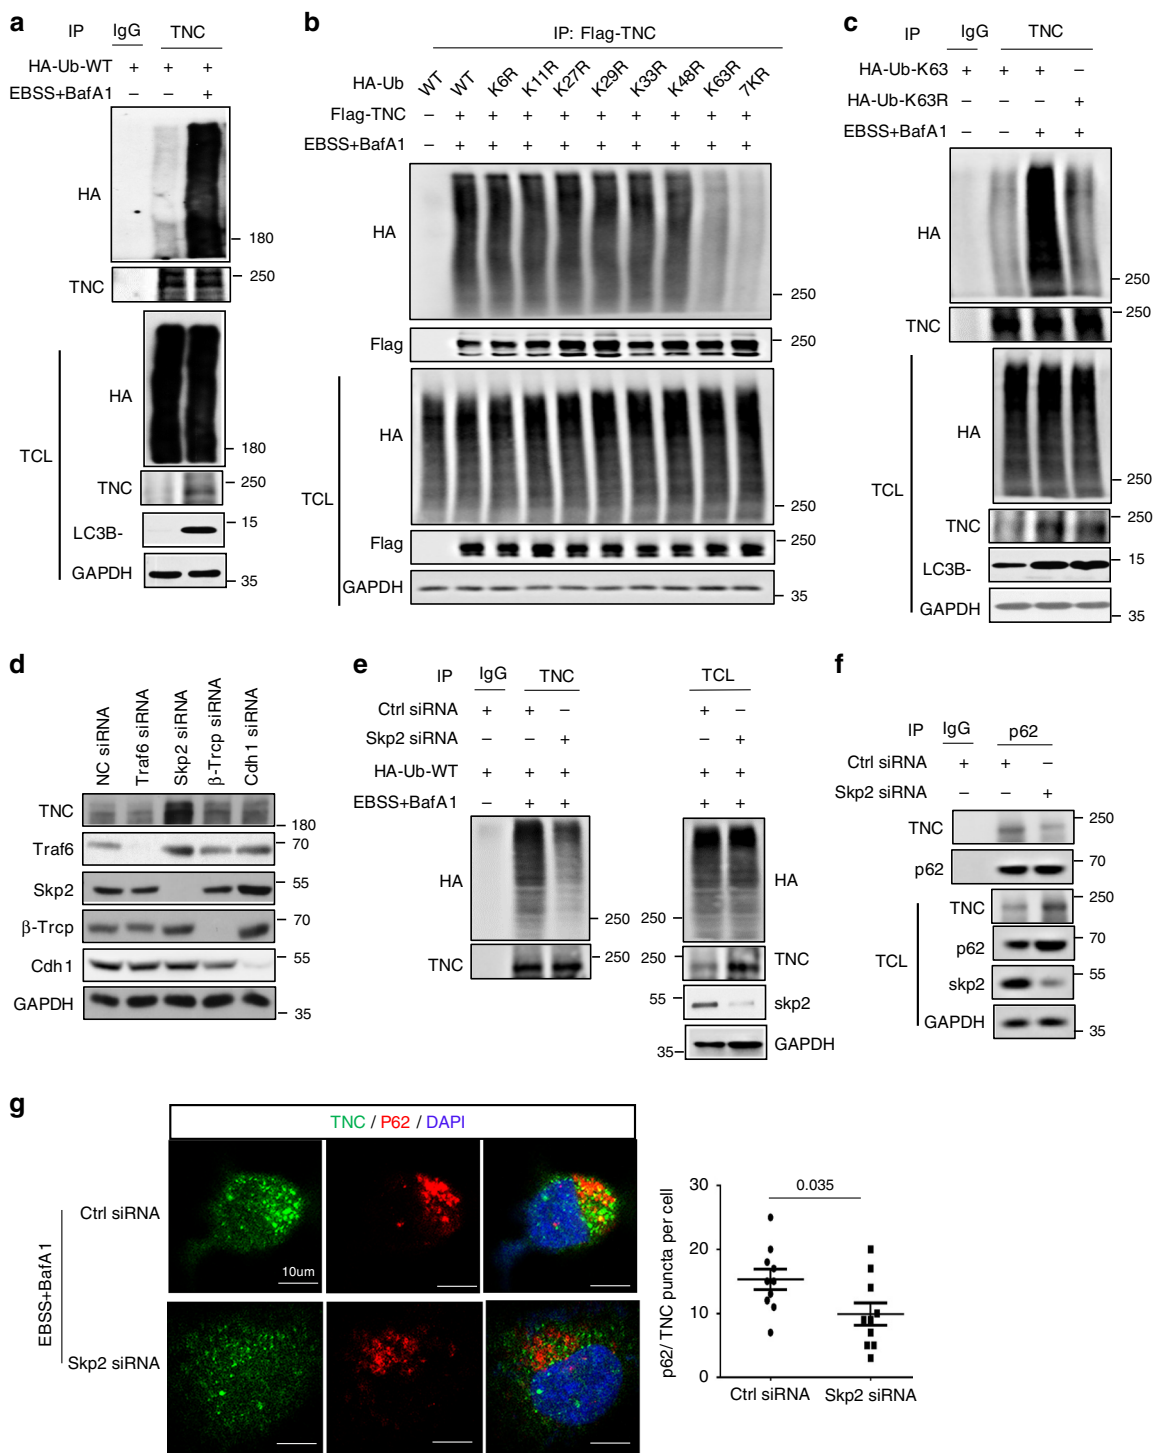 a
IP IgG TNC
HA-Ub-WT + + +
EBSS+BafA1 − − +
HA
180
TNC 250
TCL
HA
180
TNC 250
LC3B- 15
GAPDH 35
b
IP: Flag-TNC
HA-Ub WT WT K6R K11R K27R K29R K33R K48R K63R 7KR
Flag-TNC − + + + + + + + + +
EBSS+BafA1 − + + + + + + + + +
HA
250
Flag 250
TCL
HA
250
Flag 250
GAPDH 35
c
IP IgG TNC
HA-Ub-K63 + + + −
HA-Ub-K63R − − − +
EBSS+BafA1 − − + +
HA
250
TNC 250
TCL
HA
250
TNC 250
LC3B- 15
GAPDH 35
d
NC siRNA Traf6 siRNA Skp2 siRNA β-Trcp siRNA Cdh1 siRNA
TNC 180
Traf6 70
Skp2 55
β-Trcp 70
Cdh1 55
GAPDH 35
e
IP IgG TNC TCL
Ctrl siRNA + + − + −
Skp2 siRNA − − + − +
HA-Ub-WT + + + + +
EBSS+BafA1 − + + + +
HA HA
250 250
TNC 250 250 TNC
55 skp2
35 GAPDH
f
IP IgG p62
Ctrl siRNA + + −
Skp2 siRNA − − +
TNC 250
p62 70
TCL
TNC 250
p62 70
skp2 55
GAPDH 35
g
TNC / P62 / DAPI
EBSS+BafA1
Ctrl siRNA
10um
Skp2 siRNA
p62/ TNC puncta per cell
30
20
10
0
0.035
Ctrl siRNA Skp2 siRNA